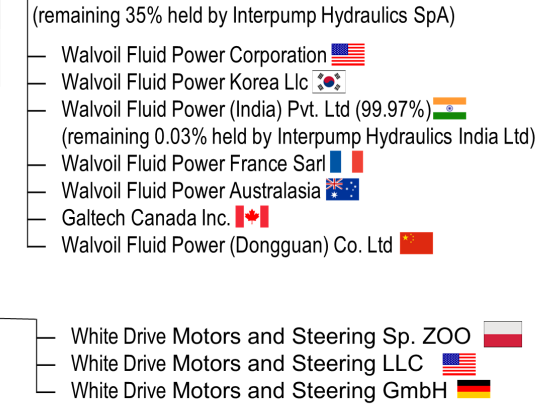 (remaining 35% held by Interpump Hydraulics SpA)
Walvoil Fluid Power Corporation
Walvoil Fluid Power Korea Llc
Walvoil Fluid Power (India) Pvt. Ltd (99.97%)
(remaining 0.03% held by Interpump Hydraulics India Ltd)
Walvoil Fluid Power France Sarl
Walvoil Fluid Power Australasia
Galtech Canada Inc.
Walvoil Fluid Power (Dongguan) Co. Ltd
White Drive Motors and Steering Sp. ZOO
White Drive Motors and Steering LLC
White Drive Motors and Steering GmbH